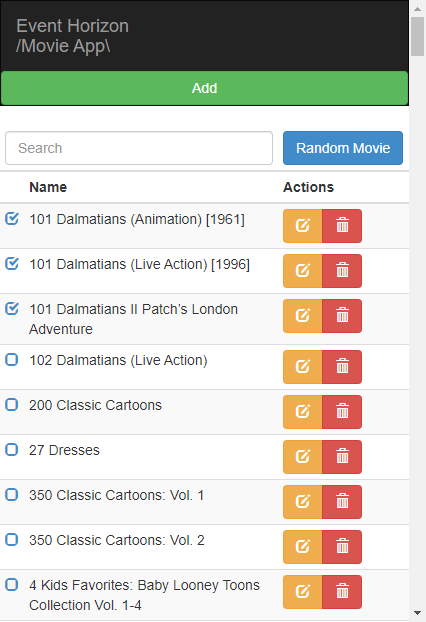 Event Horizon
/Movie App\
Add
Search
Random Movie
Name
Actions
101 Dalmatians (Animation) [1961]
101 Dalmatians (Live Action) [1996]
101 Dalmatians II Patch's London
Adventure
102 Dalmatians (Live Action)
200 Classic Cartoons
27 Dresses
350 Classic Cartoons: Vol. 1
350 Classic Cartoons: Vol. 2
4 Kids Favorites: Baby Looney Toons
Collection Vol. 1-4